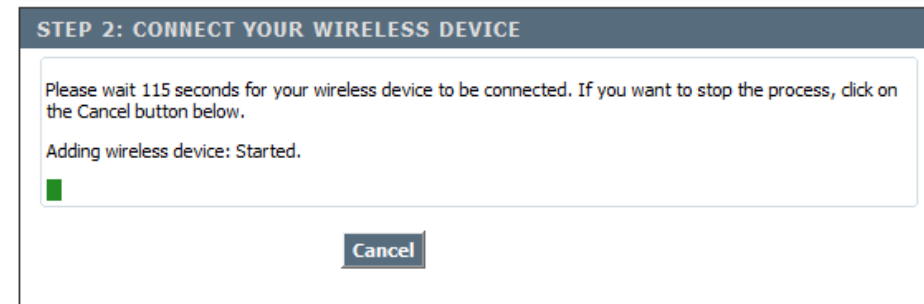 STEP 2: CONNECT YOUR WIRELESS DEVICE
Please wait 115 seconds for your wireless device to be connected. If you want to stop the process, click on
the Cancel button below.
Adding wireless device: Started.
Cancel